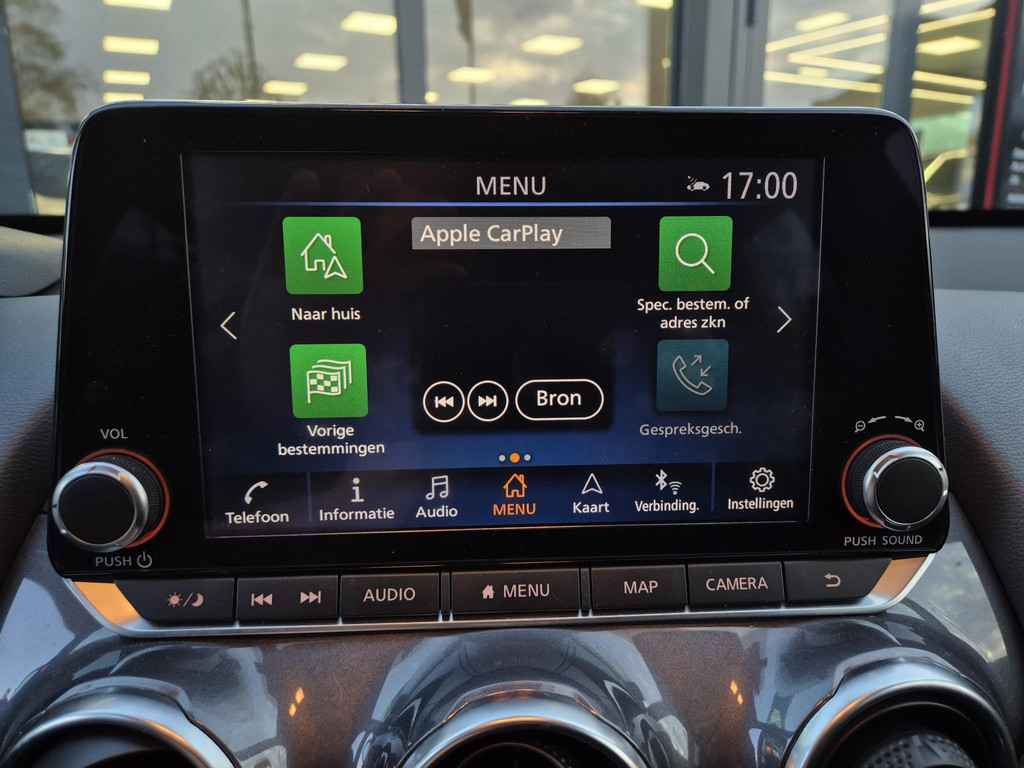 MENU
17:00
Apple CarPlay
Naar huis
Spec. bestem. of
adres zkn
Bron
Vorige
bestemmingen
Gespreksgesch.
VOL
Telefoon
Informatie
Audio
MENU
Kaart
Verbinding.
Instellingen
PUSH
PUSH SOUND
AUDIO
MENU
MAP
CAMERA